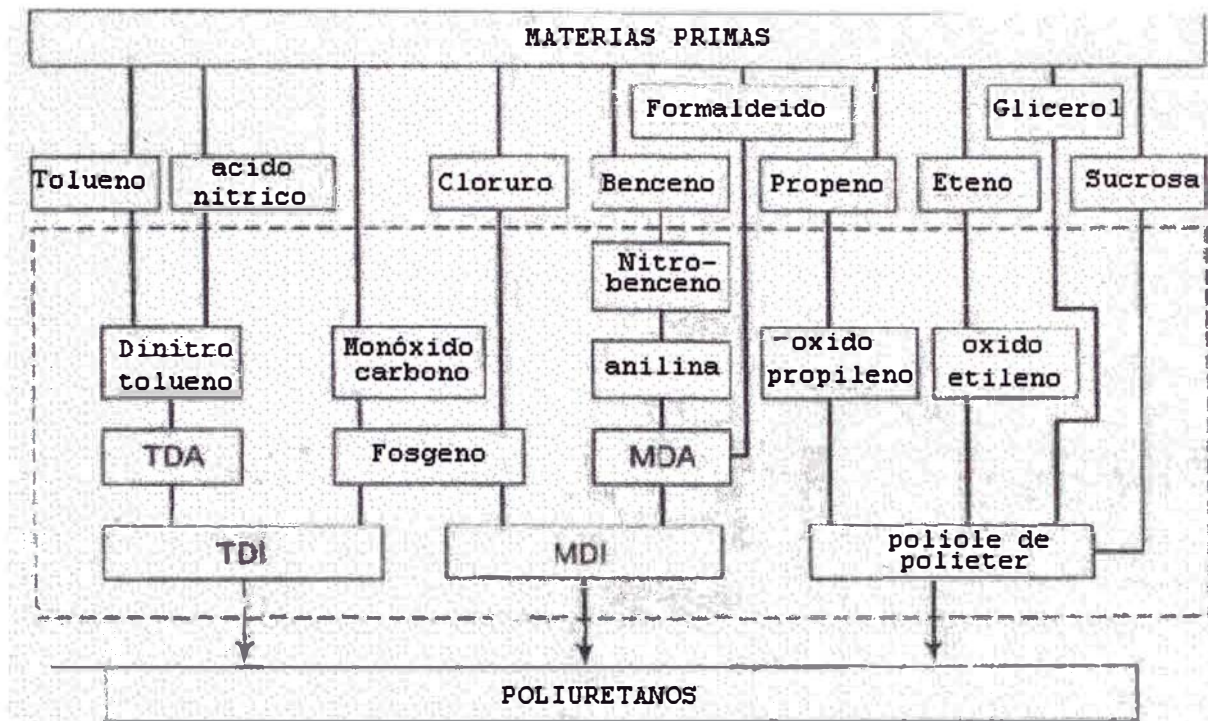 MATERIAS PRIMAS
Formaldeido
Glicerol
Tolueno
acido
nitrico
Cloruro
Benceno
Propeno
Eteno
Sucrosa
Nitro-
benceno
Dinitro
tolueno
Monóxido
carbono
anilina
-oxido
propileno
oxido
etileno
TDA
Fosgeno
MDA
TDI
MDI
poliole de
polieter
POLIURETANOS